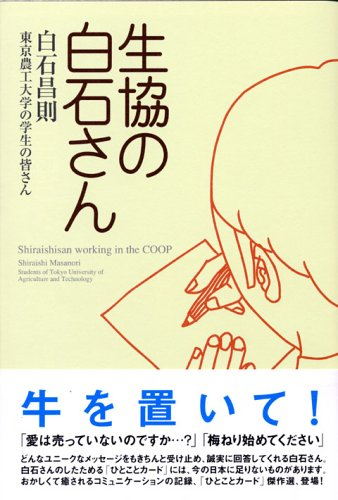 生協の
白石さん
白石昌則
東京農工大学の学生の皆さん
Shiraishisan working in the COOP
Shiraishi Masanori
Students of Tokyo University of
Agriculture and Technology
牛を置いて!
「愛は売っていないのですか…?」「梅ねり始めてください」
どんなユニークなメッセージをもきちんと受け止め、誠実に回答してくれる白石さん。
白石さんのしたためる「ひとことカード」には、今の日本に足りないものがあります。
おかしくて癒されるコミュニケーションの記録、「ひとことカード」傑作選、登場!